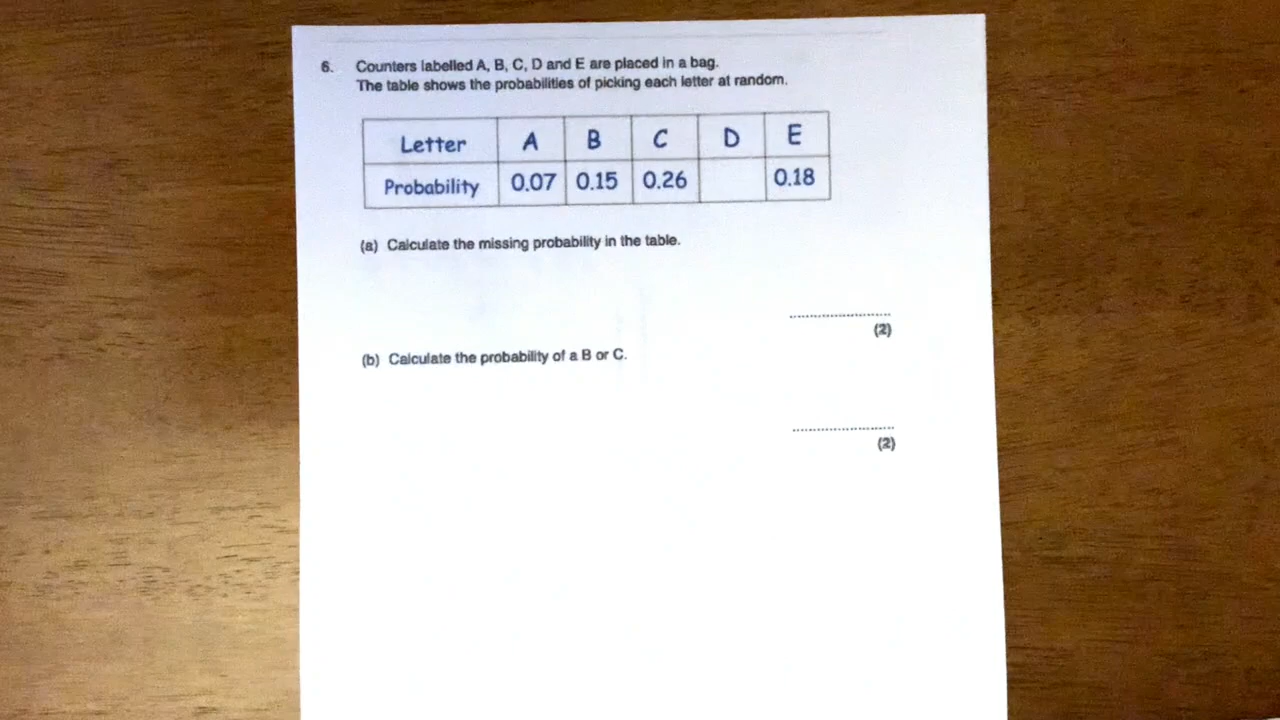 6. Counters labelled A, B, C, D and E are placed in a bag.
The table shows the probabilities of picking each letter at random.
Letter A B C D E
Probability 0.07 0.15 0.26 0.18
(a) Calculate the missing probability in the table.
..........................
(2)
(b) Calculate the probability of a B or C.
..........................
(2)